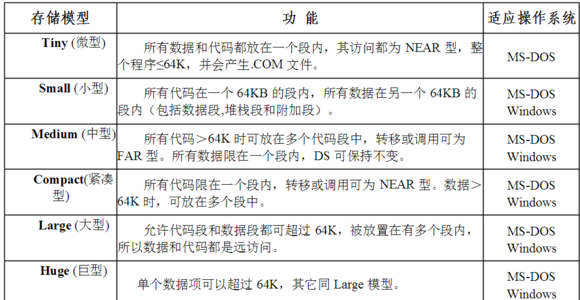 存储模型 功 能 适应操作系统
Tiny (微型) 所有数据和代码都放在一个段内，其访问都为 NEAR 型，整
个程序≤64K，并会产生.COM 文件。 MS-DOS
Small (小型) 所有代码在一个 64KB 的段内，所有数据在另一个 64KB 的
段内（包括数据段,堆栈段和附加段）。 MS-DOS
Windows
Medium (中型) 所有代码＞64K 时可放在多个代码段中，转移或调用可为
FAR 型。所有数据限在一个段内，DS 可保持不变。 MS-DOS
Windows
Compact(紧凑
型) 所有代码限在一个段内，转移或调用可为 NEAR 型。数据＞
64K 时，可放在多个段中。 MS-DOS
Windows
Large (大型) 允许代码段和数据段都可超过 64K，被放置在有多个段内，
所以数据和代码都是远访问。 MS-DOS
Windows
Huge (巨型) 单个数据项可以超过 64K，其它同 Large 模型。 MS-DOS
Windows